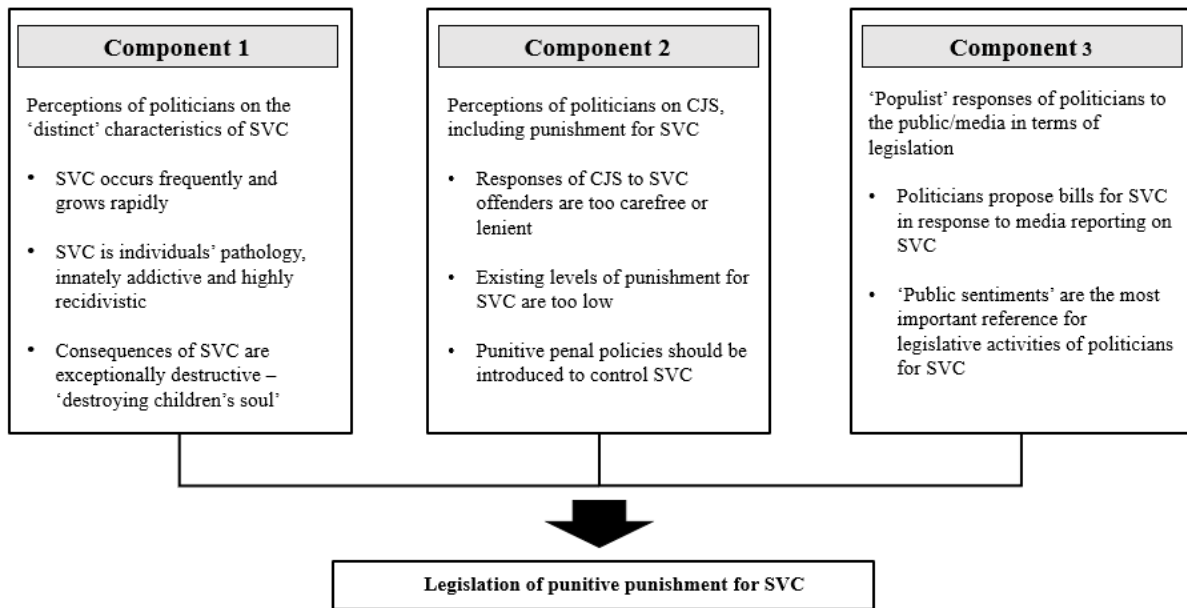 Component 1
Perceptions of politicians on the
‘distinct’ characteristics of SVC
• SVC occurs frequently and
grows rapidly
• SVC is individuals’ pathology,
innately addictive and highly
recidivistic
• Consequences of SVC are
exceptionally destructive –
‘destroying children’s soul’
Component 2
Perceptions of politicians on CJS,
including punishment for SVC
• Responses of CJS to SVC
offenders are too carefree or
lenient
• Existing levels of punishment for
SVC are too low
• Punitive penal policies should be
introduced to control SVC
Component 3
‘Populist’ responses of politicians to
the public/media in terms of
legislation
• Politicians propose bills for SVC
in response to media reporting on
SVC
• ‘Public sentiments’ are the most
important reference for
legislative activities of politicians
for SVC
Legislation of punitive punishment for SVC